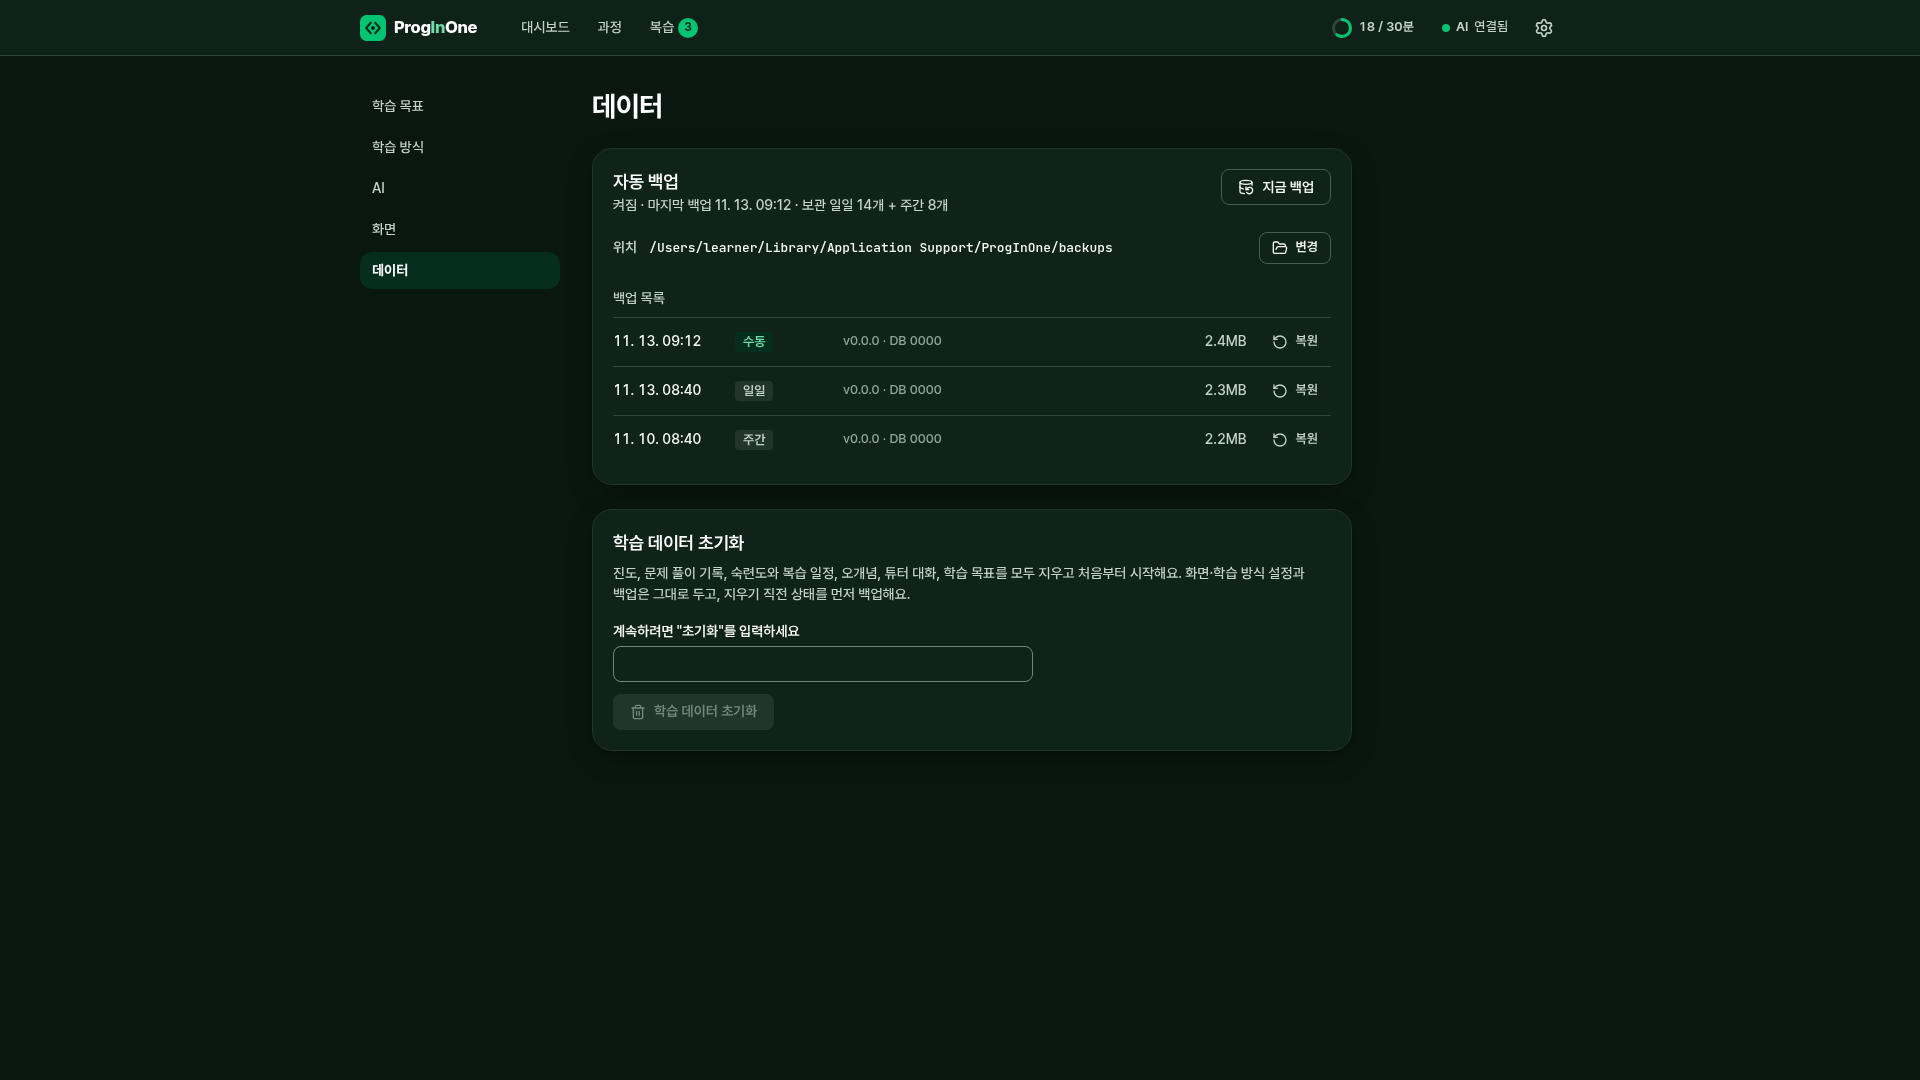 ProgInOne
대시보드
과정
복습 3
18 / 30분
AI 연결됨
학습 목표
학습 방식
AI
화면
데이터
데이터
자동 백업
켜짐 · 마지막 백업 11. 13. 09:12 · 보관 일일 14개 + 주간 8개
지금 백업
위치 /Users/learner/Library/Application Support/ProgInOne/backups
변경
백업 목록
11. 13. 09:12 수동 v0.0.0 · DB 0000 2.4MB 복원
11. 13. 08:40 일일 v0.0.0 · DB 0000 2.3MB 복원
11. 10. 08:40 주간 v0.0.0 · DB 0000 2.2MB 복원
학습 데이터 초기화
진도, 문제 풀이 기록, 숙련도와 복습 일정, 오개념, 튜터 대화, 학습 목표를 모두 지우고 처음부터 시작해요. 화면·학습 방식 설정과
백업은 그대로 두고, 지우기 직전 상태를 먼저 백업해요.
계속하려면 "초기화"를 입력하세요
학습 데이터 초기화